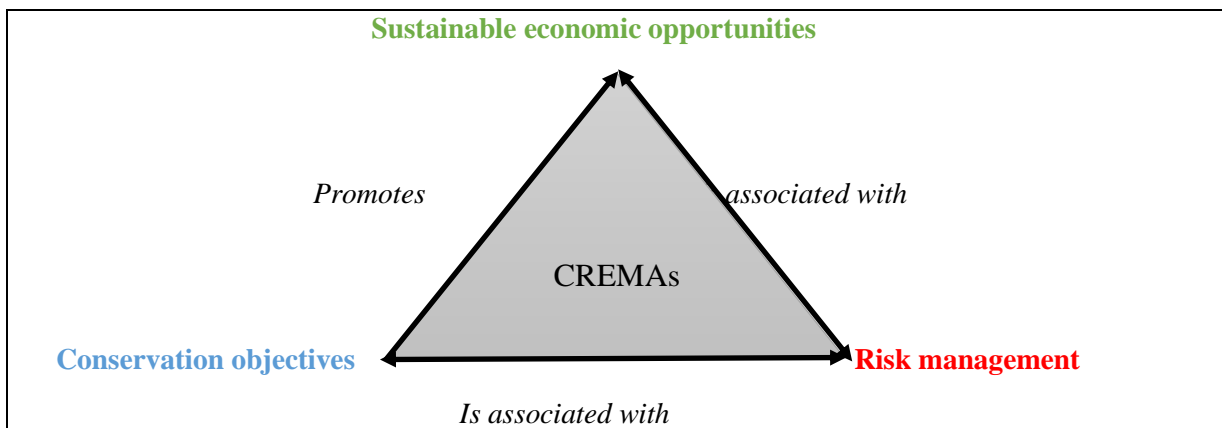 Sustainable economic opportunities
Promotes
associated with
CREMAs
Conservation objectives
Risk management
Is associated with